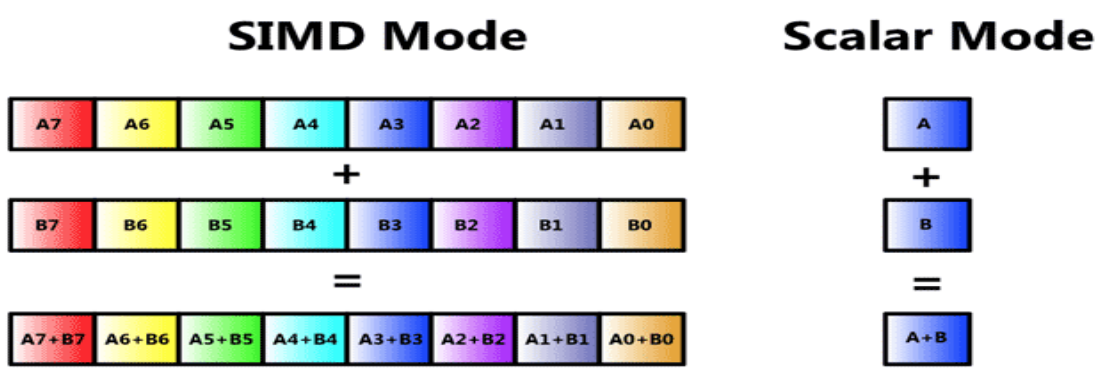 SIMD Mode Scalar Mode
A7 A6 A5 A4 A3 A2 A1 A0 A
+ +
B7 B6 B5 B4 B3 B2 B1 B0 B
= =
A7+B7 A6+B6 A5+B5 A4+B4 A3+B3 A2+B2 A1+B1 A0+B0 A+B